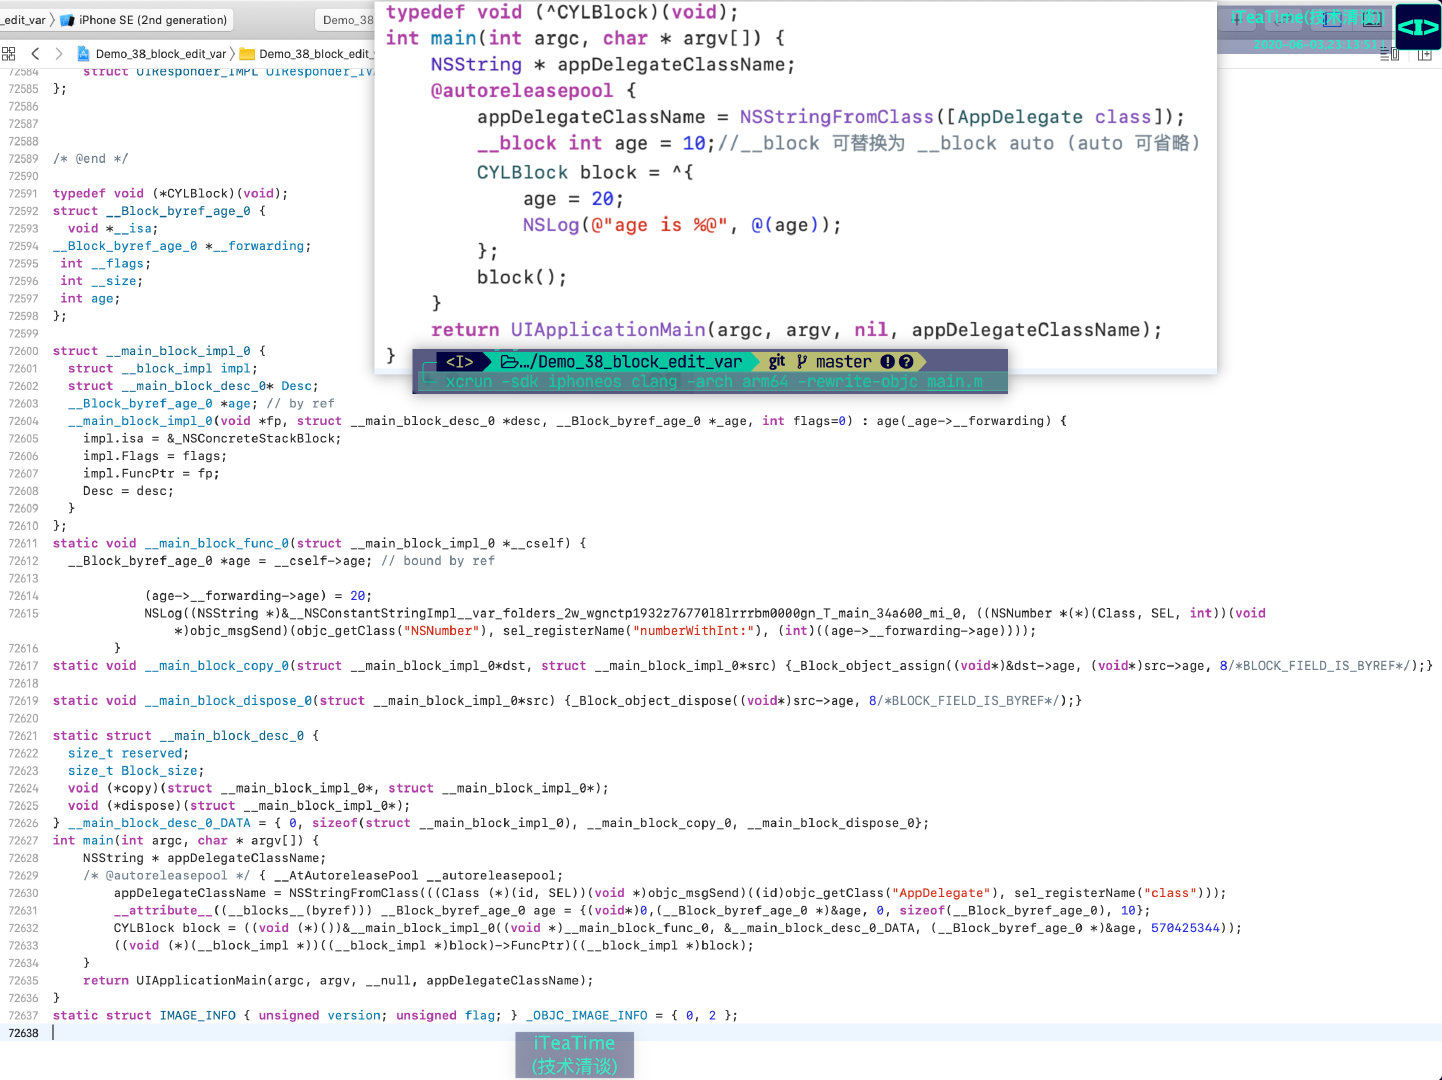 _edit_var
iPhone SE (2nd generation)
Demo_38
Demo_38_block_edit_var
Demo_38_block_edit_
iTeaTime(技术清谈)
2020-06-03,23:13:51
<I>
typedef void (^CYLBlock)(void);
int main(int argc, char * argv[]) {
    NSString * appDelegateClassName;
    @autoreleasepool {
        appDelegateClassName = NSStringFromClass([AppDelegate class]);
        __block int age = 10;//__block 可替换为 __block auto (auto 可省略)
        CYLBlock block = ^{
            age = 20;
            NSLog(@"age is %@", @(age));
        };
        block();
    }
    return UIApplicationMain(argc, argv, nil, appDelegateClassName);
}
<I> …/Demo_38_block_edit_var git master
xcrun -sdk iphoneos clang -arch arm64 -rewrite-objc main.m
72584 struct UIResponder_IMPL UIResponder_IV
72585 };
72586
72587
72588
72589 /* @end */
72590
72591 typedef void (*CYLBlock)(void);
72592 struct __Block_byref_age_0 {
72593   void *__isa;
72594 __Block_byref_age_0 *__forwarding;
72595  int __flags;
72596  int __size;
72597  int age;
72598 };
72599
72600 struct __main_block_impl_0 {
72601   struct __block_impl impl;
72602   struct __main_block_desc_0* Desc;
72603   __Block_byref_age_0 *age; // by ref
72604   __main_block_impl_0(void *fp, struct __main_block_desc_0 *desc, __Block_byref_age_0 *_age, int flags=0) : age(_age->__forwarding) {
72605     impl.isa = &_NSConcreteStackBlock;
72606     impl.Flags = flags;
72607     impl.FuncPtr = fp;
72608     Desc = desc;
72609   }
72610 };
72611 static void __main_block_func_0(struct __main_block_impl_0 *__cself) {
72612   __Block_byref_age_0 *age = __cself->age; // bound by ref
72613
72614             (age->__forwarding->age) = 20;
72615             NSLog((NSString *)&__NSConstantStringImpl__var_folders_2w_wgnctp1932z76770l8lrrrbm0000gn_T_main_34a600_mi_0, ((NSNumber *(*)(Class, SEL, int))(void
*)objc_msgSend)(objc_getClass("NSNumber"), sel_registerName("numberWithInt:"), (int)((age->__forwarding->age))));
72616         }
72617 static void __main_block_copy_0(struct __main_block_impl_0*dst, struct __main_block_impl_0*src) {_Block_object_assign((void*)&dst->age, (void*)src->age, 8/*BLOCK_FIELD_IS_BYREF*/);}
72618
72619 static void __main_block_dispose_0(struct __main_block_impl_0*src) {_Block_object_dispose((void*)src->age, 8/*BLOCK_FIELD_IS_BYREF*/);}
72620
72621 static struct __main_block_desc_0 {
72622   size_t reserved;
72623   size_t Block_size;
72624   void (*copy)(struct __main_block_impl_0*, struct __main_block_impl_0*);
72625   void (*dispose)(struct __main_block_impl_0*);
72626 } __main_block_desc_0_DATA = { 0, sizeof(struct __main_block_impl_0), __main_block_copy_0, __main_block_dispose_0};
72627 int main(int argc, char * argv[]) {
72628     NSString * appDelegateClassName;
72629     /* @autoreleasepool */ { __AtAutoreleasePool __autoreleasepool;
72630         appDelegateClassName = NSStringFromClass(((Class (*)(id, SEL))(void *)objc_msgSend)((id)objc_getClass("AppDelegate"), sel_registerName("class")));
72631         __attribute__((__blocks__(byref))) __Block_byref_age_0 age = {(void*)0,(__Block_byref_age_0 *)&age, 0, sizeof(__Block_byref_age_0), 10};
72632         CYLBlock block = ((void (*)())&__main_block_impl_0((void *)__main_block_func_0, &__main_block_desc_0_DATA, (__Block_byref_age_0 *)&age, 570425344));
72633         ((void (*)(__block_impl *))((__block_impl *)block)->FuncPtr)((__block_impl *)block);
72634     }
72635     return UIApplicationMain(argc, argv, __null, appDelegateClassName);
72636 }
72637 static struct IMAGE_INFO { unsigned version; unsigned flag; } _OBJC_IMAGE_INFO = { 0, 2 };
72638
iTeaTime
(技术清谈)